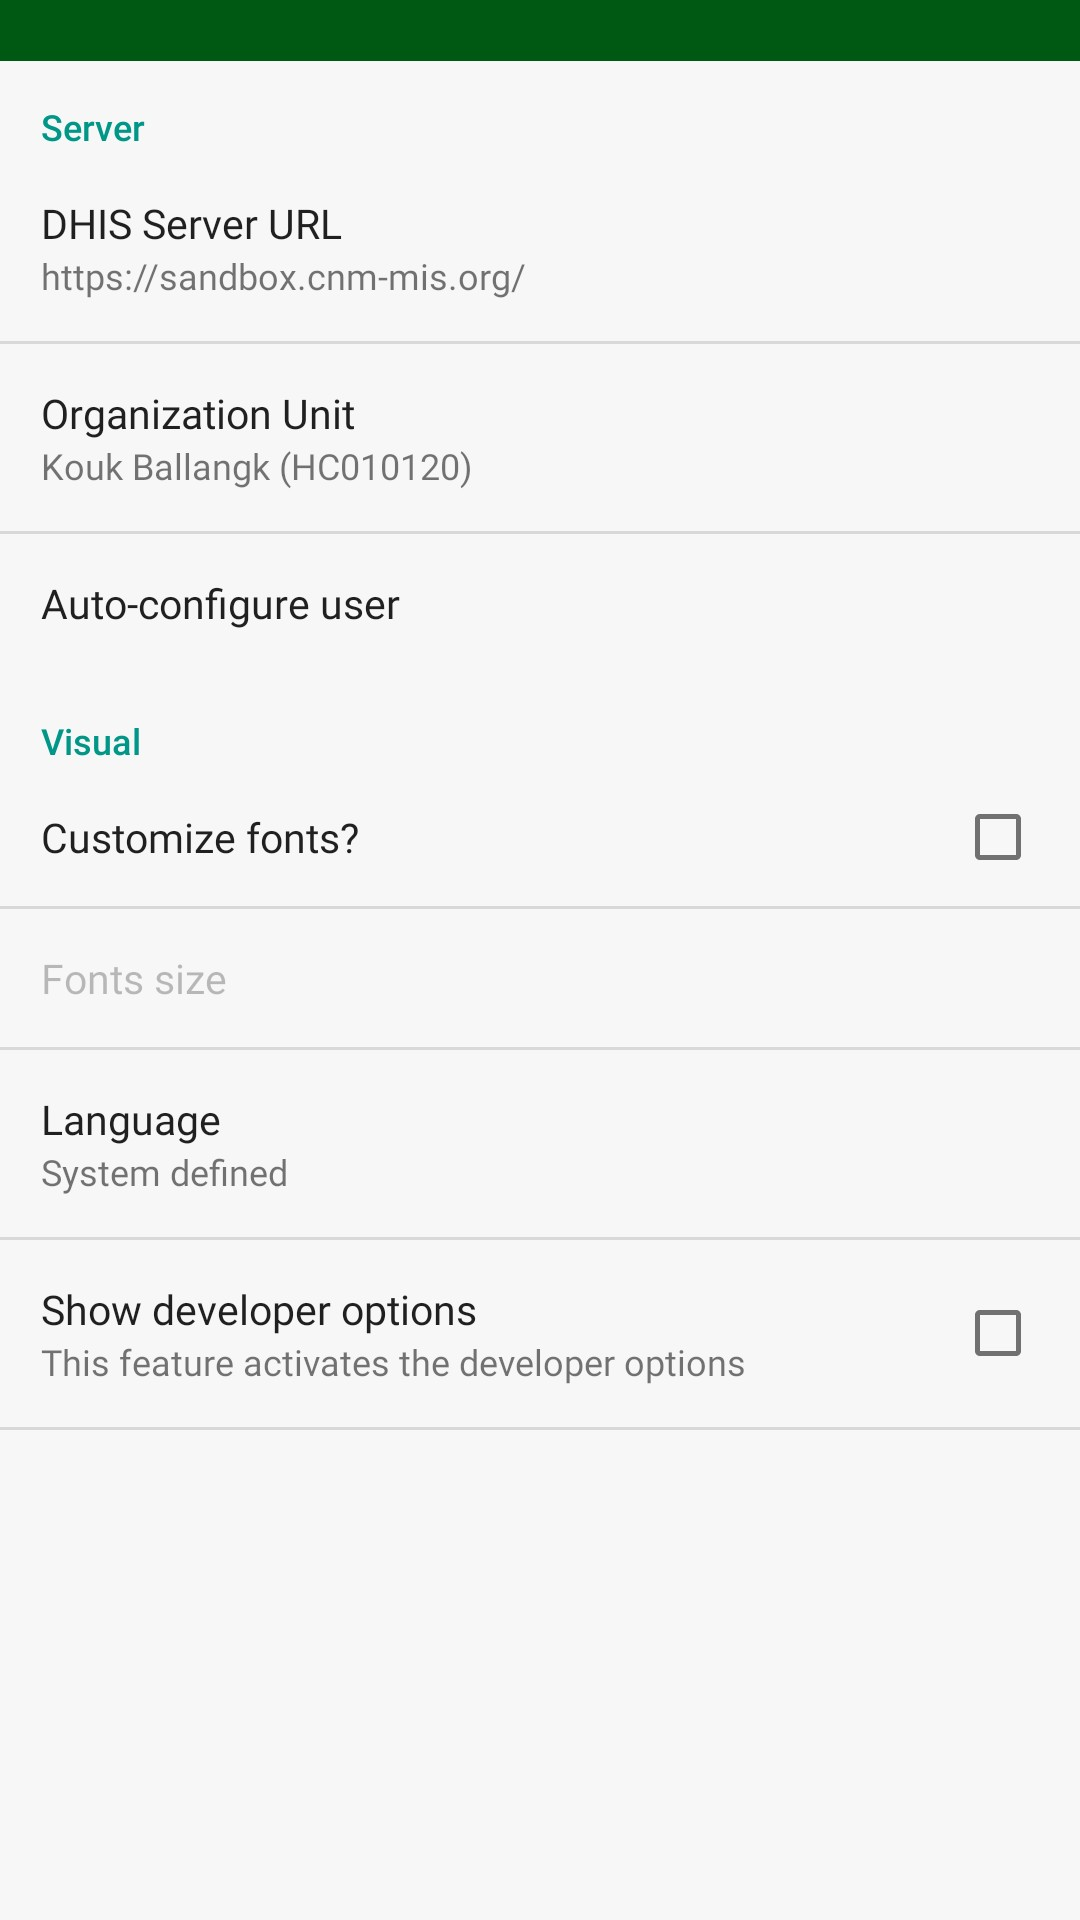 Server
DHIS Server URL
https://sandbox.cnm-mis.org/
Organization Unit
Kouk Ballangk (HC010120)
Auto-configure user
Visual
Customize fonts?
Fonts size
Language
System defined
Show developer options
This feature activates the developer options